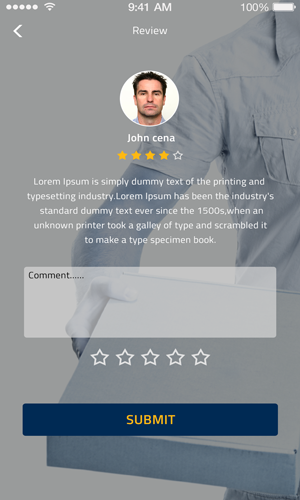 9:41 AM 100%
Review
John cena
Lorem Ipsum is simply dummy text of the printing and
typesetting industry.Lorem Ipsum has been the industry's
standard dummy text ever since the 1500s,when an
unknown printer took a galley of type and scrambled it
to make a type specimen book.
Comment......
SUBMIT